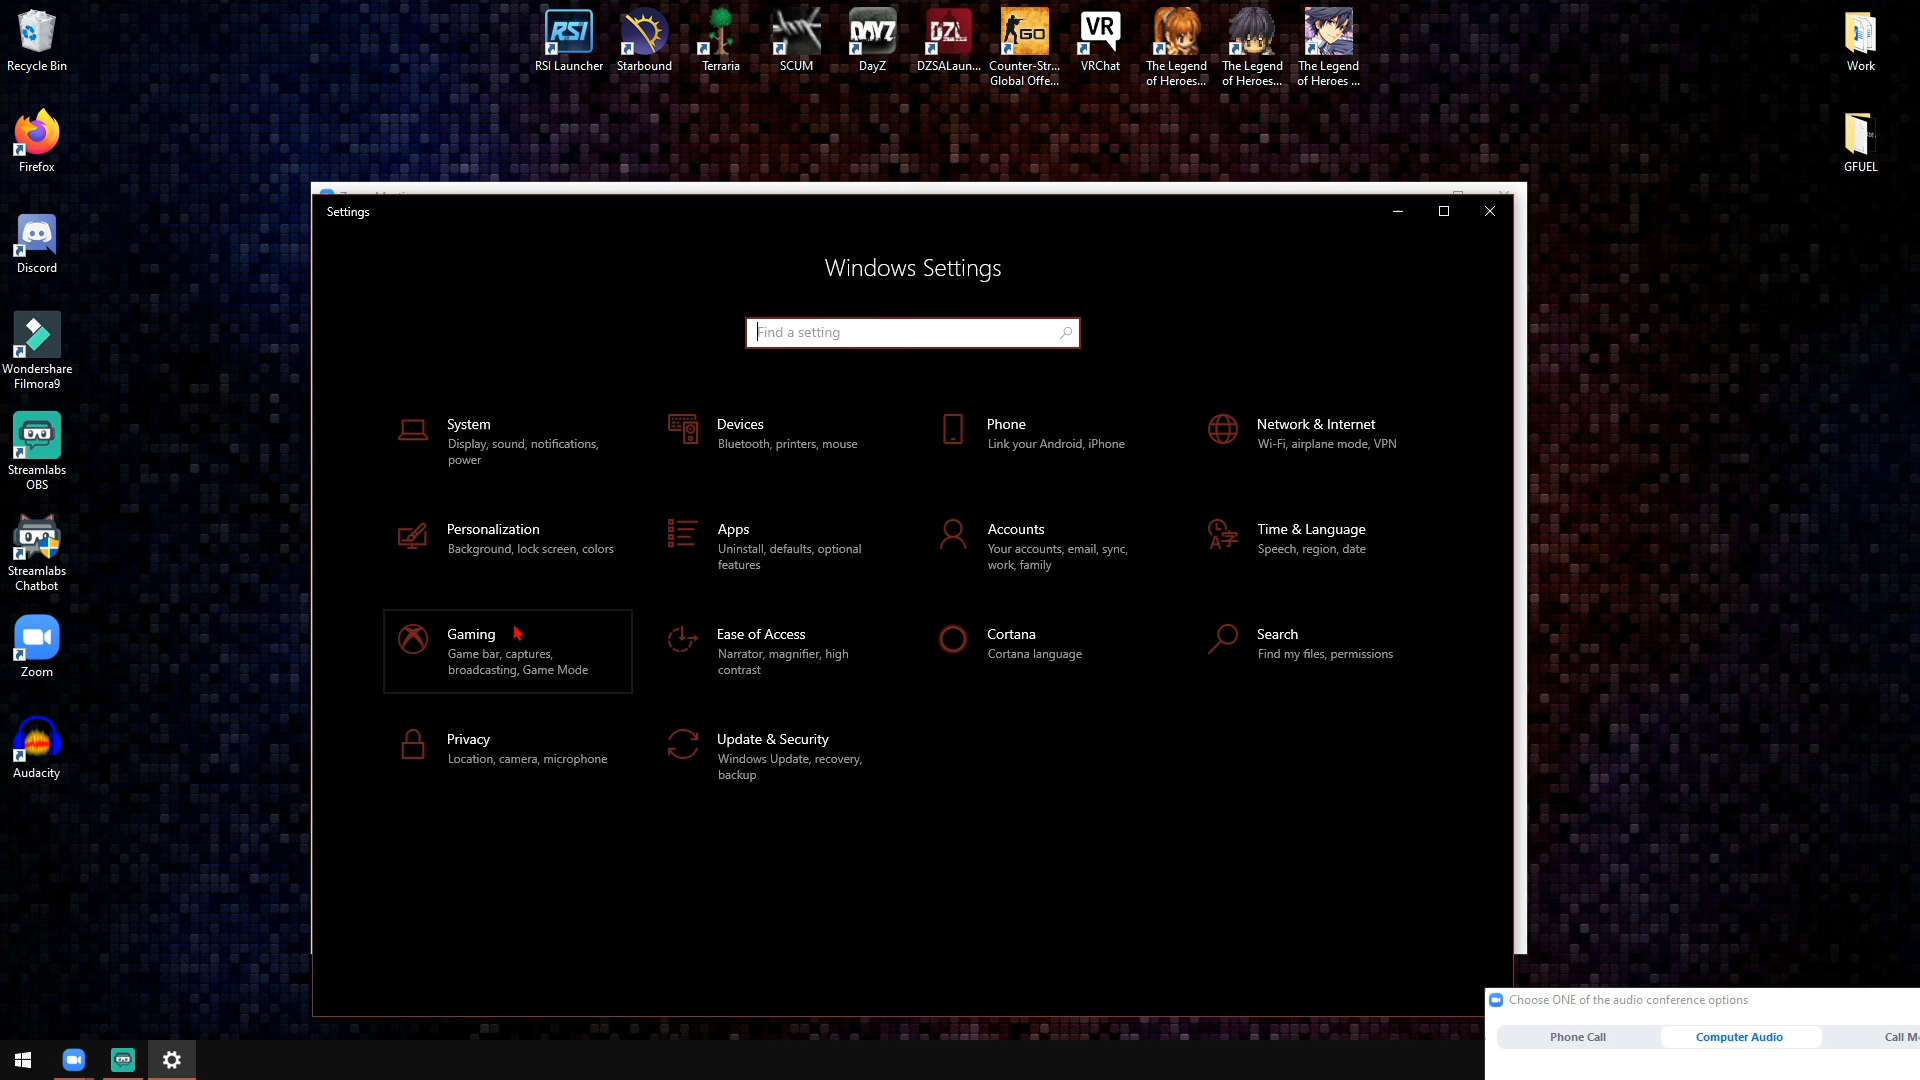 RSI
VR
DAYZ
DZL
GO
Recycle Bin
RSI Launcher
Starbound
Terraria
SCUM
DayZ
DZSALaun...
Counter-Str...
Global Offe...
VRChat
The Legend
of Heroes...
The Legend
of Heroes...
The Legend
of Heroes ...
Work
Firefox
GFUEL
Discord
Wondershare
Filmora9
Streamlabs
OBS
Streamlabs
Chatbot
Zoom
Audacity
Settings
Windows Settings
Find a setting
System
Display, sound, notifications,
power
Devices
Bluetooth, printers, mouse
Phone
Link your Android, iPhone
Network & Internet
Wi-Fi, airplane mode, VPN
Personalization
Background, lock screen, colors
Apps
Uninstall, defaults, optional
features
Accounts
Your accounts, email, sync,
work, family
Time & Language
Speech, region, date
Gaming
Game bar, captures,
broadcasting, Game Mode
Ease of Access
Narrator, magnifier, high
contrast
Cortana
Cortana language
Search
Find my files, permissions
Privacy
Location, camera, microphone
Update & Security
Windows Update, recovery,
backup
Choose ONE of the audio conference options
Phone Call
Computer Audio
Call M